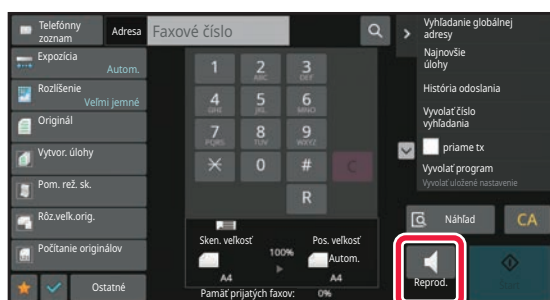 Telefónny
zoznam
Adresa
Faxové číslo
Vyhľadanie globálnej
adresy
Expozícia
Autom.
Najnovšie
úlohy
Rozlíšenie
Veľmi jemné
História odoslania
Originál
Vyvolať číslo
vyhľadania
Vytvor. úlohy
priame tx
Pom. rež. sk.
Vyvolať program
Vyvolať uložené nastavenie
Rôz.veľk.orig.
Počítanie originálov
Ostatné
1
2
ABC
3
DEF
4
GHI
5
JKL
6
MNO
7
PQRS
8
TUV
9
WXYZ
0
#
C
R
Sken. veľkosť
100%
Pos. veľkosť
Autom.
A4
A4
Pamäť prijatých faxov: 0%
Náhľad
CA
Reprod.
Start